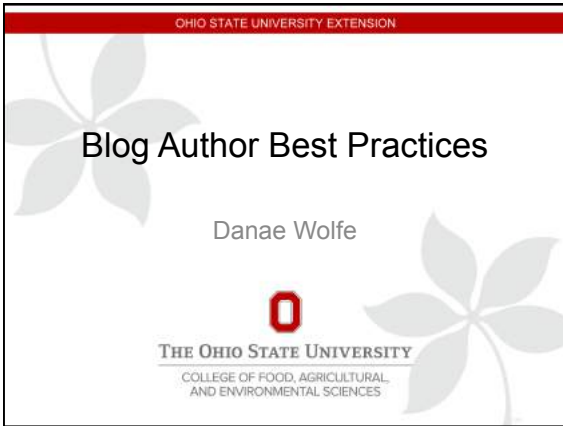 OHIO STATE UNIVERSITY EXTENSION
Blog Author Best Practices
Danae Wolfe
THE OHIO STATE UNIVERSITY
COLLEGE OF FOOD, AGRICULTURAL,
AND ENVIRONMENTAL SCIENCES